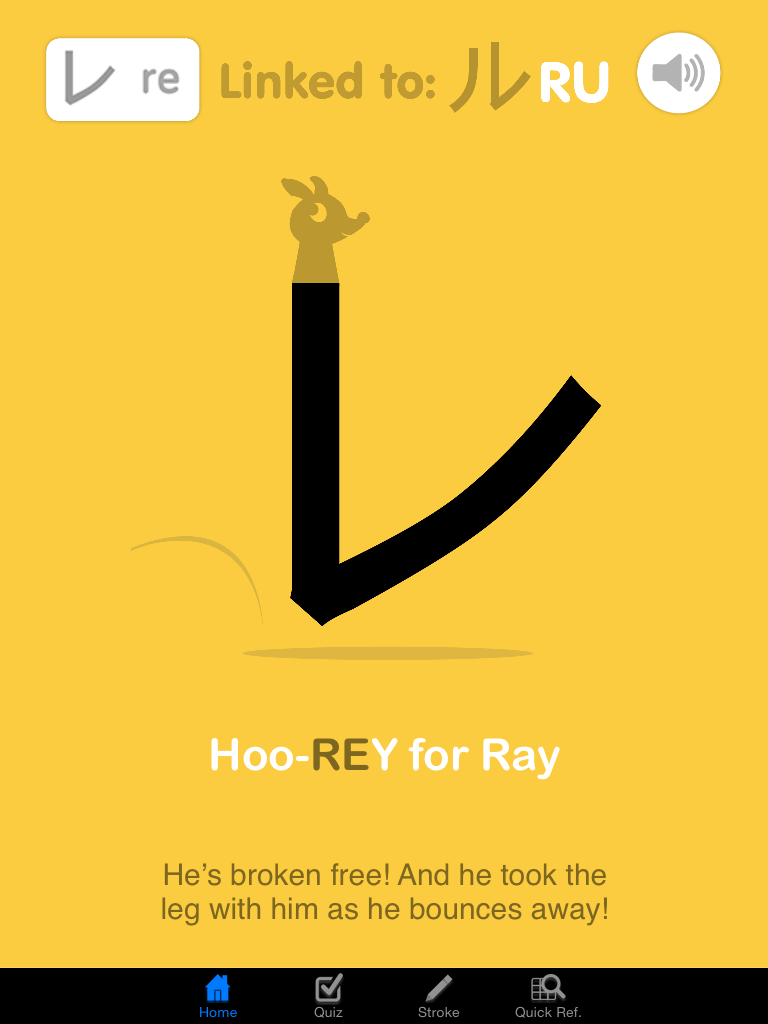 レ re
Linked to: ル RU
レ
Hoo-REY for Ray
He's broken free! And he took the
leg with him as he bounces away!
Home Quiz Stroke Quick Ref.